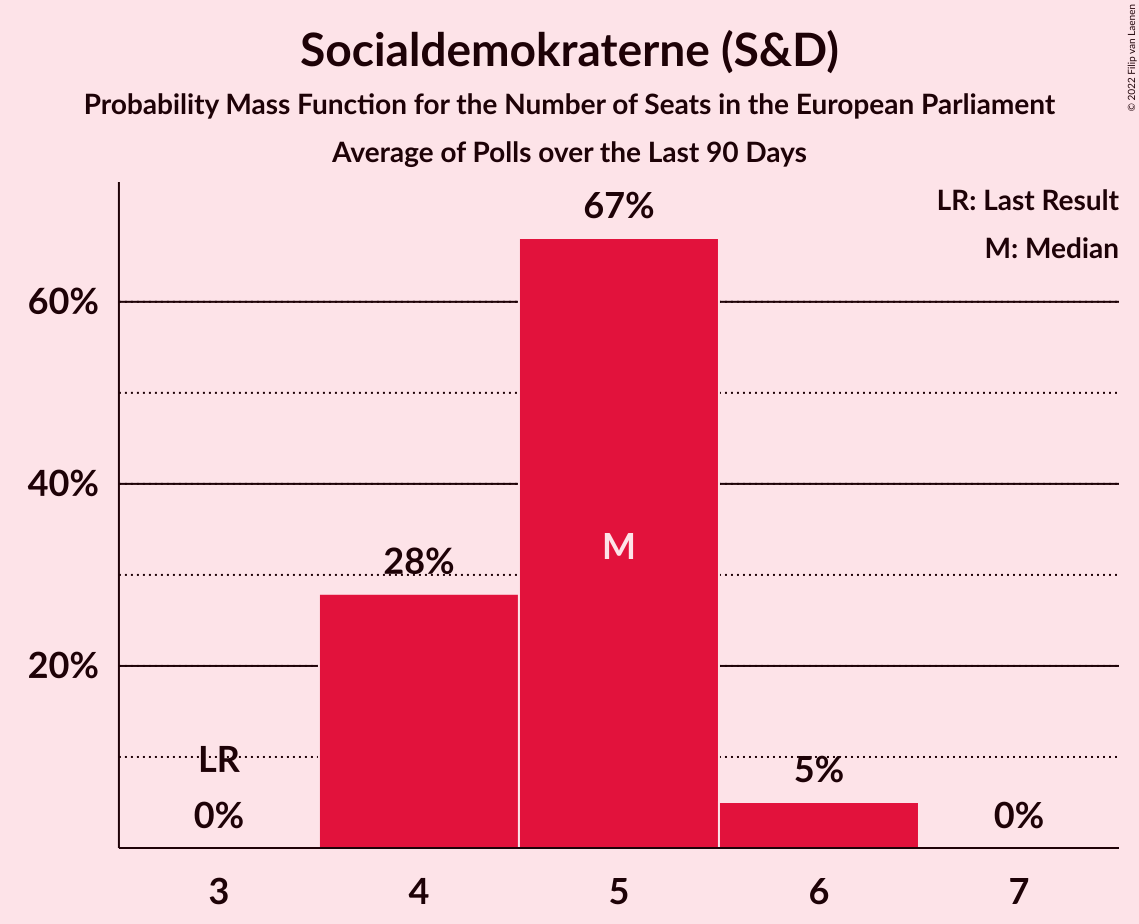 Socialdemokraterne (S&D)
Probability Mass Function for the Number of Seats in the European Parliament
Average of Polls over the Last 90 Days
© 2022 Filip van Laenen
LR: Last Result
M: Median
67%
60%
40%
M
28%
20%
LR
5%
0%
0%
3 4 5 6 7